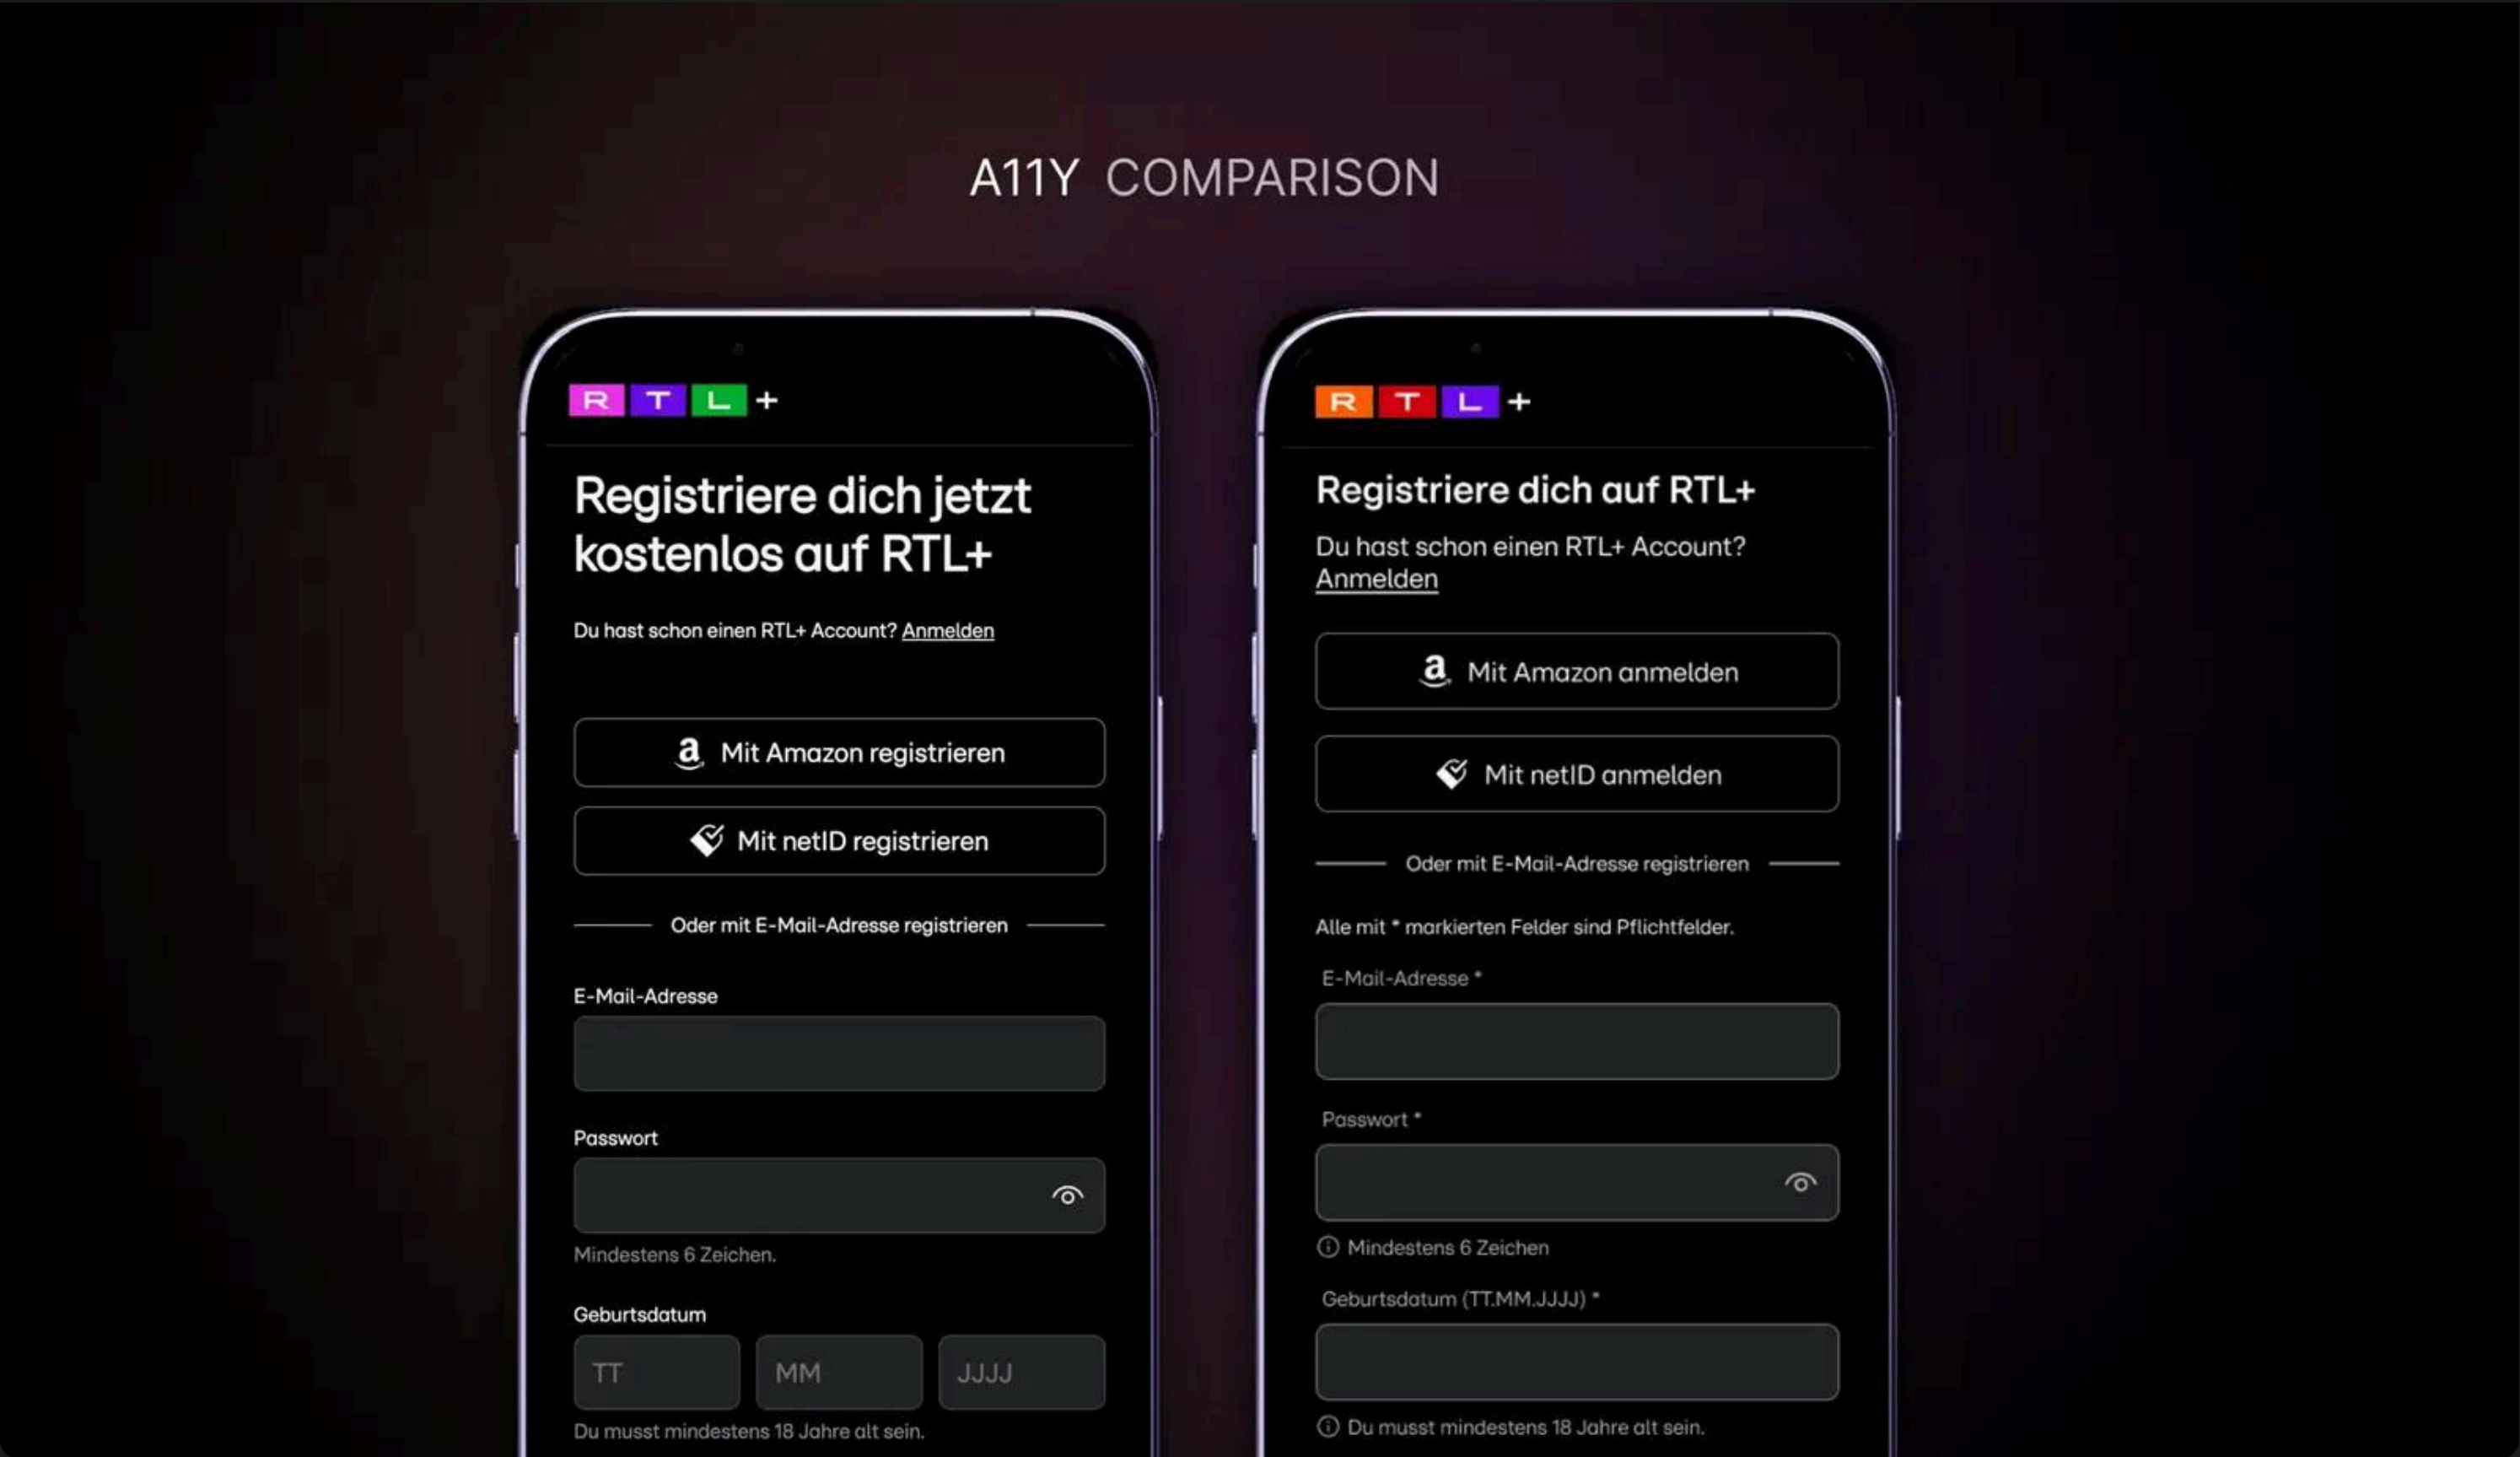 A11Y COMPARISON
RTL+
Registriere dich jetzt
kostenlos auf RTL+
Du hast schon einen RTL+ Account? Anmelden
Mit Amazon registrieren
Mit netID registrieren
Oder mit E-Mail-Adresse registrieren
E-Mail-Adresse
Passwort
Mindestens 6 Zeichen.
Geburtsdatum
TT MM JJJJ
Du musst mindestens 18 Jahre alt sein.
RTL+
Registriere dich auf RTL+
Du hast schon einen RTL+ Account?
Anmelden
Mit Amazon anmelden
Mit netID anmelden
Oder mit E-Mail-Adresse registrieren
Alle mit * markierten Felder sind Pflichtfelder.
E-Mail-Adresse *
Passwort *
Mindestens 6 Zeichen
Geburtsdatum (TT.MM.JJJJ) *
Du musst mindestens 18 Jahre alt sein.